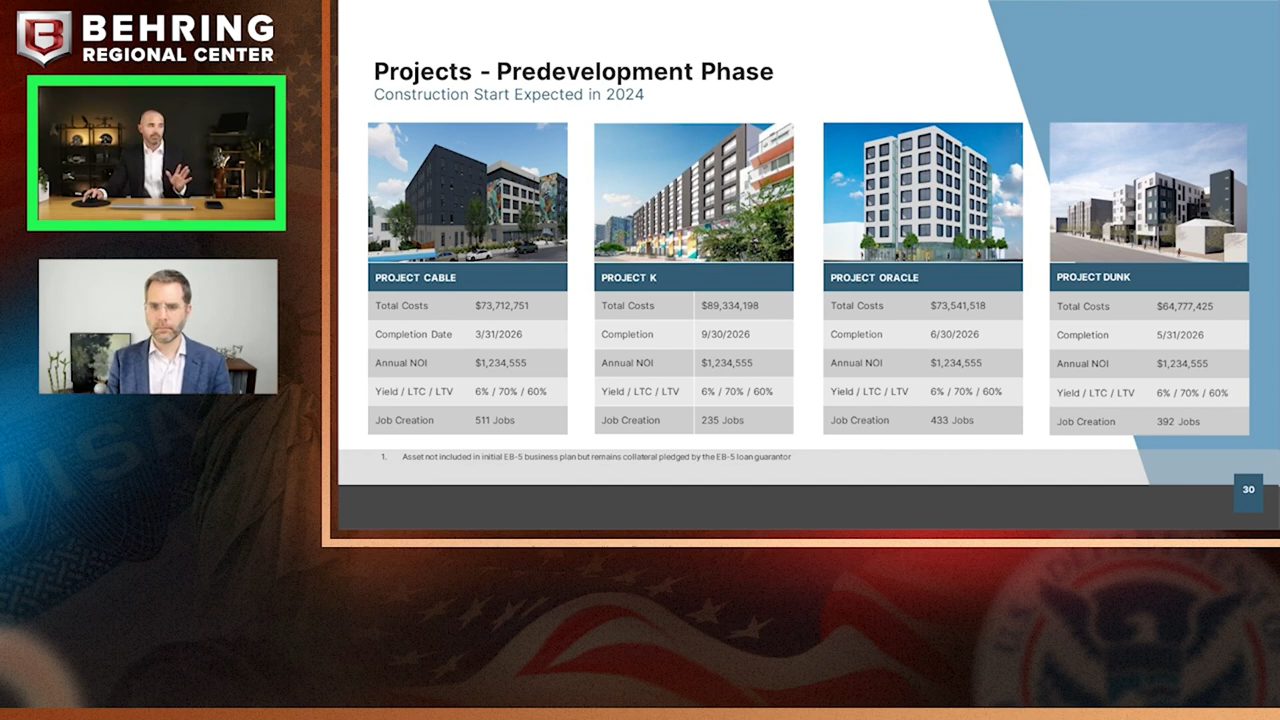 BEHRING
REGIONAL CENTER
Projects - Predevelopment Phase
Construction Start Expected in 2024
PROJECT CABLE
Total Costs $73,712,751
Completion Date 3/31/2026
Annual NOI $1,234,555
Yield / LTC / LTV 6% / 70% / 60%
Job Creation 511 Jobs
PROJECT K
Total Costs $89,334,198
Completion 9/30/2026
Annual NOI $1,234,555
Yield / LTC / LTV 6% / 70% / 60%
Job Creation 235 Jobs
PROJECT ORACLE
Total Costs $73,541,518
Completion 6/30/2026
Annual NOI $1,234,555
Yield / LTC / LTV 6% / 70% / 60%
Job Creation 433 Jobs
PROJECT DUNK
Total Costs $64,777,425
Completion 5/31/2026
Annual NOI $1,234,555
Yield / LTC / LTV 6% / 70% / 60%
Job Creation 392 Jobs
1. Asset not included in initial EB-5 business plan but remains collateral pledged by the EB-5 loan guarantor
30
VISA